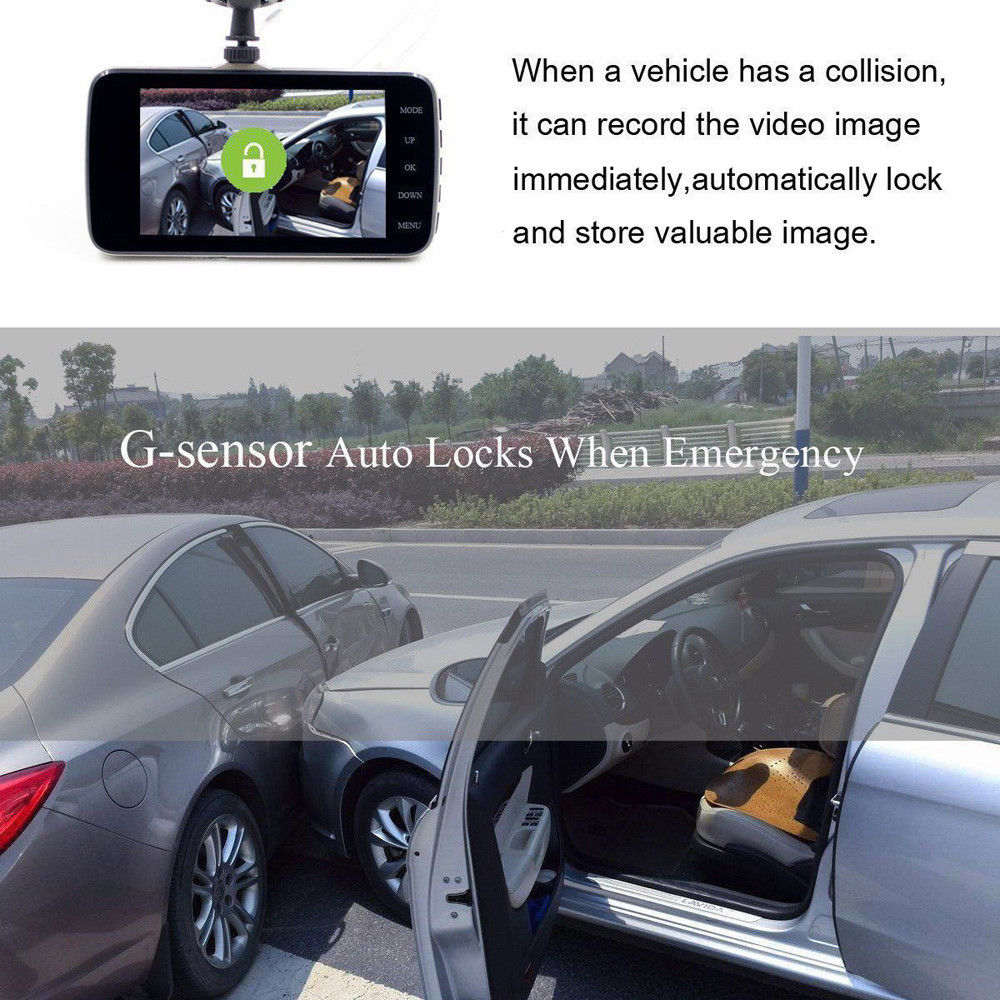 When a vehicle has a collision,
it can record the video image
immediately,automatically lock
and store valuable image.
MODE
UP
OK
DOWN
MENU
G-sensor Auto Locks When Emergency
LAVIDA